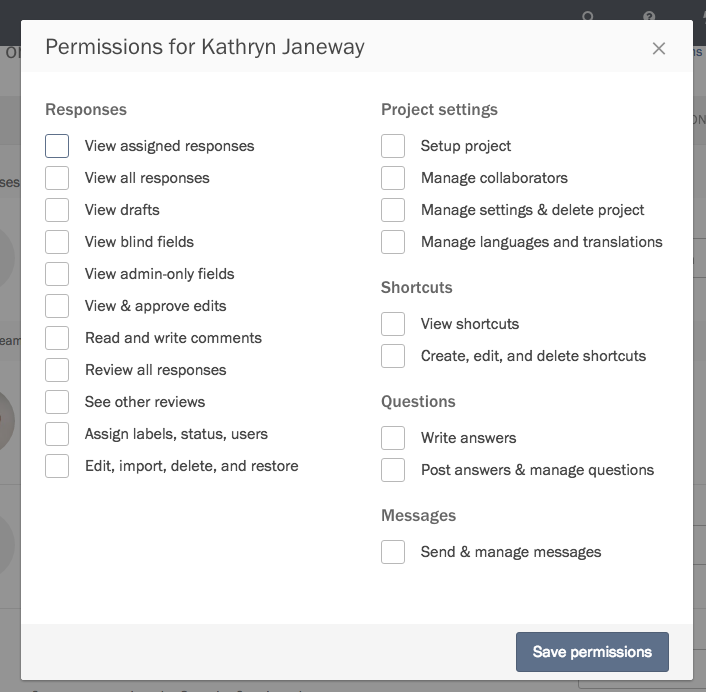 Permissions for Kathryn Janeway
Responses
View assigned responses
View all responses
View drafts
View blind fields
View admin-only fields
View & approve edits
Read and write comments
Review all responses
See other reviews
Assign labels, status, users
Edit, import, delete, and restore
Project settings
Setup project
Manage collaborators
Manage settings & delete project
Manage languages and translations
Shortcuts
View shortcuts
Create, edit, and delete shortcuts
Questions
Write answers
Post answers & manage questions
Messages
Send & manage messages
Save permissions